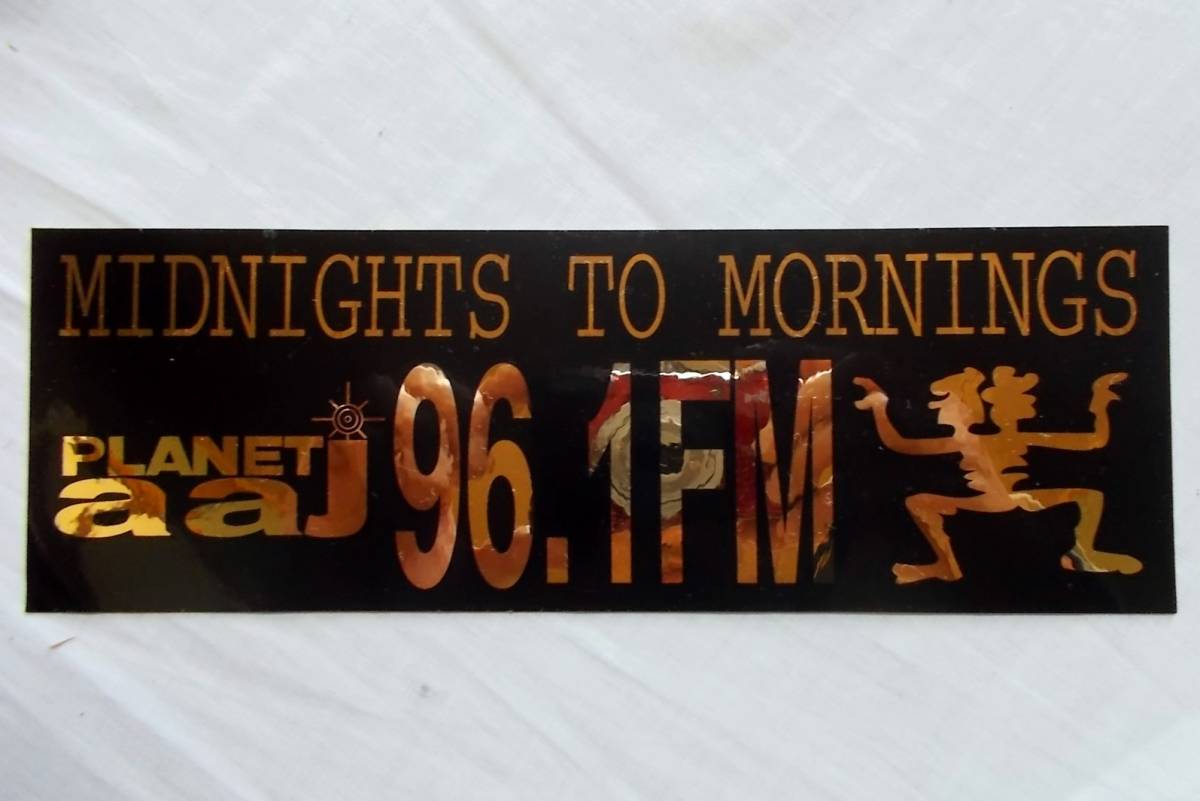 MIDNIGHTS TO MORNINGS
PLANET
aaj
96.1FM